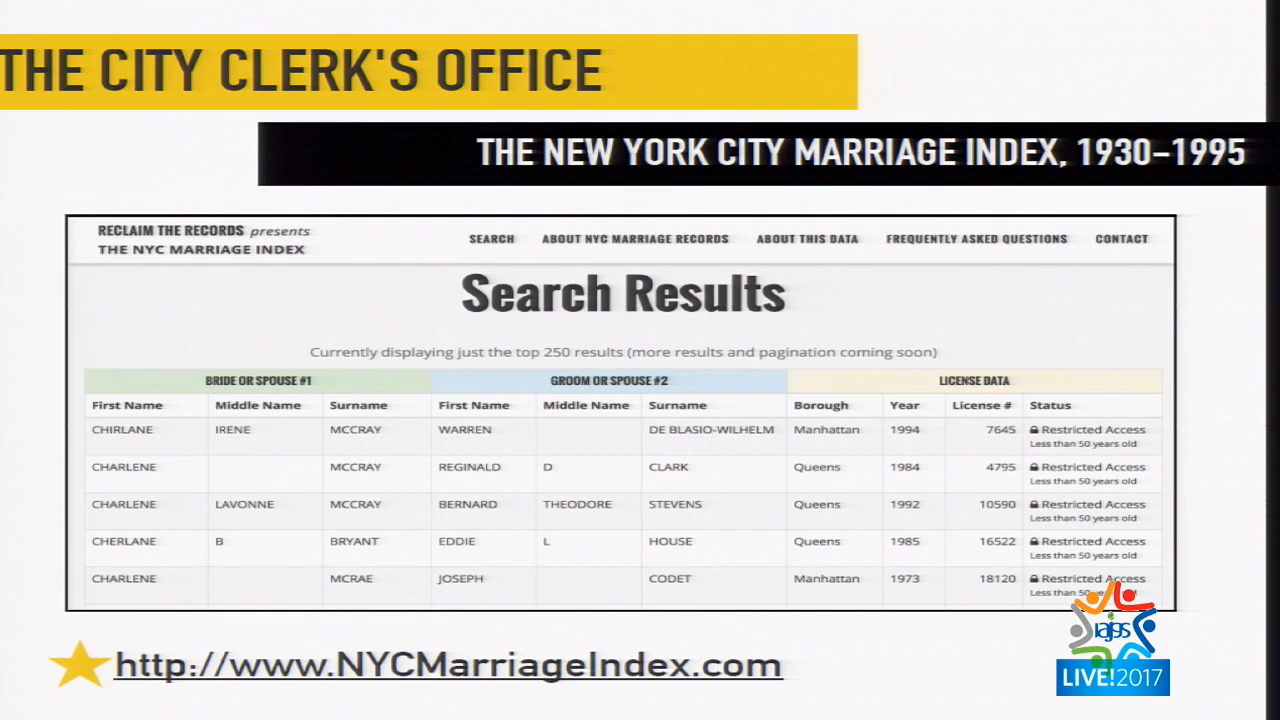 THE CITY CLERK'S OFFICE
THE NEW YORK CITY MARRIAGE INDEX, 1930–1995
RECLAIM THE RECORDS presents
THE NYC MARRIAGE INDEX
SEARCH ABOUT NYC MARRIAGE RECORDS ABOUT THIS DATA FREQUENTLY ASKED QUESTIONS CONTACT
Search Results
Currently displaying just the top 250 results (more results and pagination coming soon)
BRIDE OR SPOUSE #1 GROOM OR SPOUSE #2 LICENSE DATA
First Name Middle Name Surname First Name Middle Name Surname Borough Year License # Status
CHIRLANE IRENE MCCRAY WARREN DE BLASIO-WILHELM Manhattan 1994 7645 Restricted Access
Less than 50 years old
CHARLENE MCCRAY REGINALD D CLARK Queens 1984 4795 Restricted Access
Less than 50 years old
CHARLENE LAVONNE MCCRAY BERNARD THEODORE STEVENS Queens 1992 10590 Restricted Access
Less than 50 years old
CHERLANE B BRYANT EDDIE L HOUSE Queens 1985 16522 Restricted Access
Less than 50 years old
CHARLENE MCRAE JOSEPH CODET Manhattan 1973 18120 Restricted Access
Less than 50 years old
iajgs
LIVE!2017
http://www.NYCMarriageIndex.com